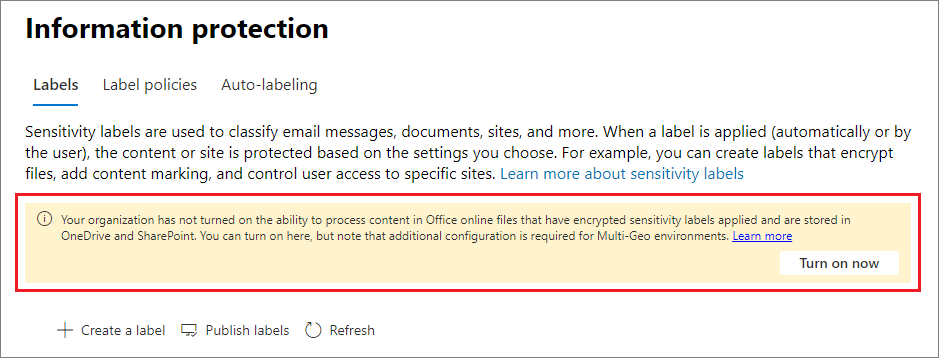 Information protection
Labels Label policies Auto-labeling
Sensitivity labels are used to classify email messages, documents, sites, and more. When a label is applied (automatically or by
the user), the content or site is protected based on the settings you choose. For example, you can create labels that encrypt
files, add content marking, and control user access to specific sites. Learn more about sensitivity labels
Your organization has not turned on the ability to process content in Office online files that have encrypted sensitivity labels applied and are stored in
OneDrive and SharePoint. You can turn on here, but note that additional configuration is required for Multi-Geo environments. Learn more
Turn on now
Create a label Publish labels Refresh